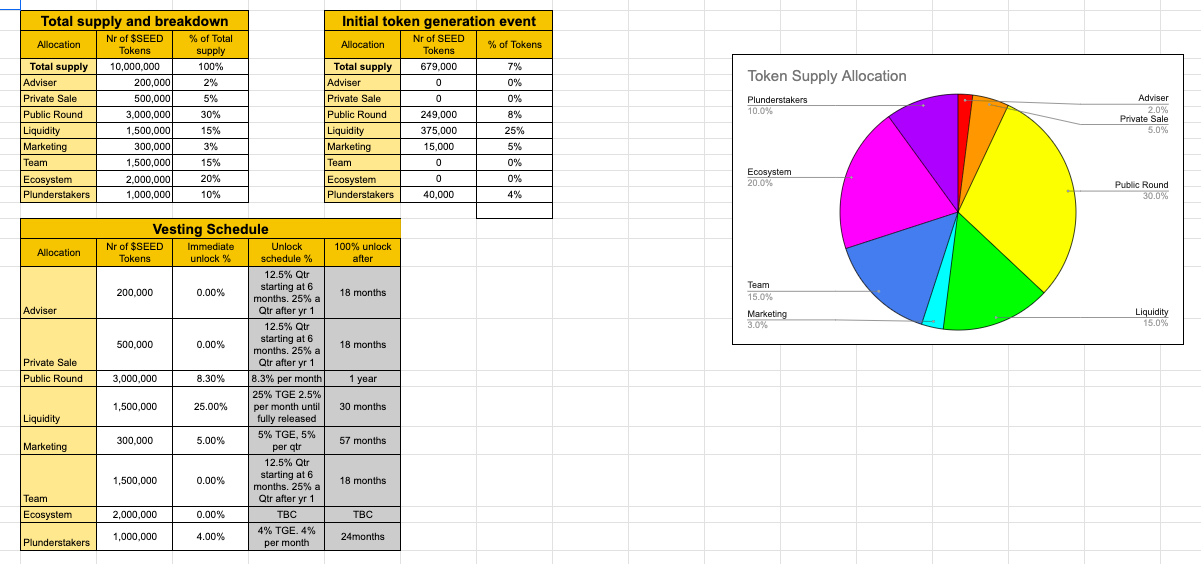 Total supply and breakdown
Allocation Nr of $SEED Tokens % of Total supply
Total supply 10,000,000 100%
Adviser 200,000 2%
Private Sale 500,000 5%
Public Round 3,000,000 30%
Liquidity 1,500,000 15%
Marketing 300,000 3%
Team 1,500,000 15%
Ecosystem 2,000,000 20%
Plunderstakers 1,000,000 10%
Initial token generation event
Allocation Nr of SEED Tokens % of Tokens
Total supply 679,000 7%
Adviser 0 0%
Private Sale 0 0%
Public Round 249,000 8%
Liquidity 375,000 25%
Marketing 15,000 5%
Team 0 0%
Ecosystem 0 0%
Plunderstakers 40,000 4%
Vesting Schedule
Allocation Nr of $SEED Tokens Immediate unlock % Unlock schedule % 100% unlock after
Adviser 200,000 0.00% 12.5% Qtr starting at 6 months. 25% a Qtr after yr 1 18 months
Private Sale 500,000 0.00% 12.5% Qtr starting at 6 months. 25% a Qtr after yr 1 18 months
Public Round 3,000,000 8.30% 8.3% per month 1 year
Liquidity 1,500,000 25.00% 25% TGE 2.5% per month until fully released 30 months
Marketing 300,000 5.00% 5% TGE, 5% per qtr 57 months
Team 1,500,000 0.00% 12.5% Qtr starting at 6 months. 25% a Qtr after yr 1 18 months
Ecosystem 2,000,000 0.00% TBC TBC
Plunderstakers 1,000,000 4.00% 4% TGE. 4% per month 24months
Token Supply Allocation
Plunderstakers
10.0%
Ecosystem
20.0%
Team
15.0%
Marketing
3.0%
Adviser
2.0%
Private Sale
5.0%
Public Round
30.0%
Liquidity
15.0%